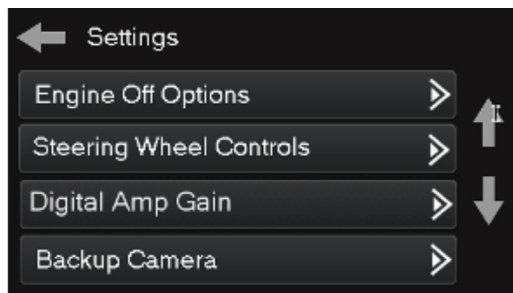 Settings
Engine Off Options
Steering Wheel Controls
Digital Amp Gain
Backup Camera